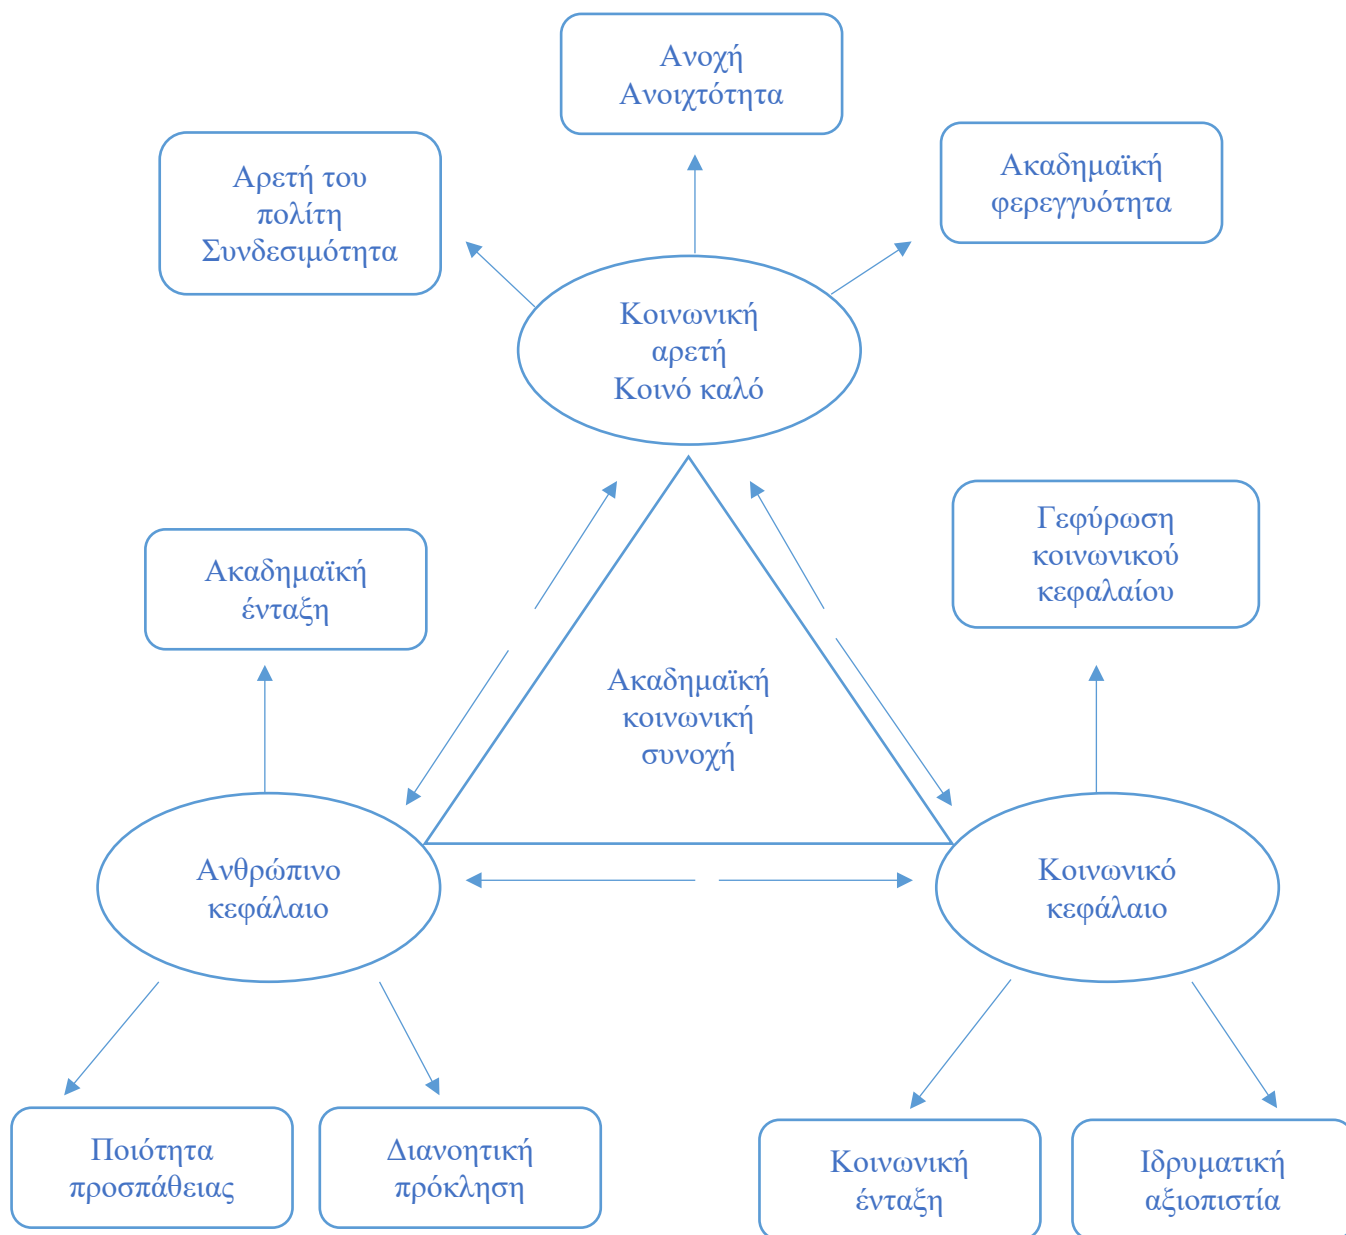 Ανοχή
Ανοιχτότητα
Αρετή του
πολίτη
Συνδεσιμότητα
Ακαδημαϊκή
φερεγγυότητα
Κοινωνική
αρετή
Κοινό καλό
Ακαδημαϊκή
ένταξη
Γεφύρωση
κοινωνικού
κεφαλαίου
Ακαδημαϊκή
κοινωνική
συνοχή
Ανθρώπινο
κεφάλαιο
Κοινωνικό
κεφάλαιο
Ποιότητα
προσπάθειας
Διανοητική
πρόκληση
Κοινωνική
ένταξη
Ιδρυματική
αξιοπιστία